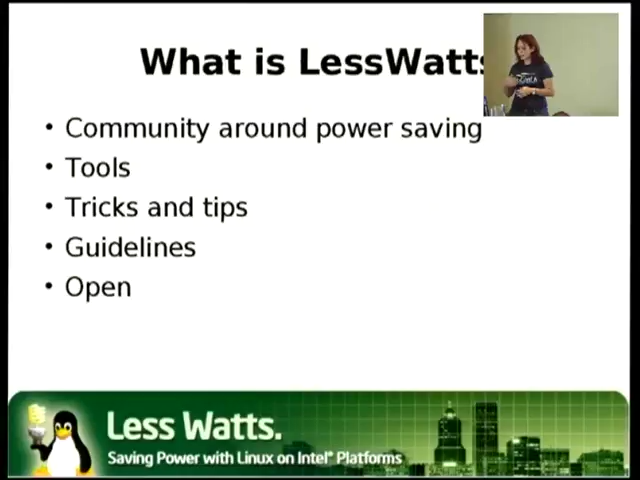 What is LessWatts
• Community around power saving
• Tools
• Tricks and tips
• Guidelines
• Open
Less Watts.
Saving Power with Linux on Intel® Platforms